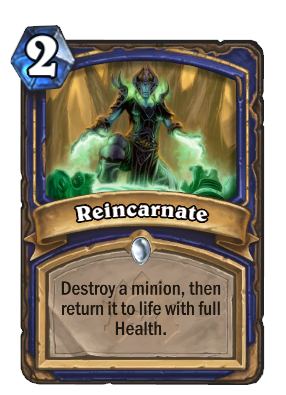 2
Reincarnate
Destroy a minion, then
return it to life with full
Health.